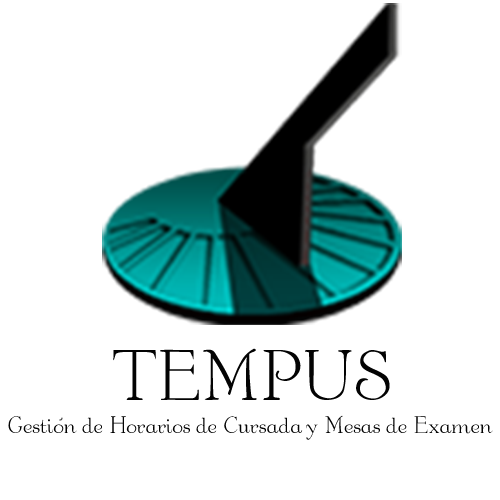 TEMPUS
Gestión de Horarios de Cursada y Mesas de Examen